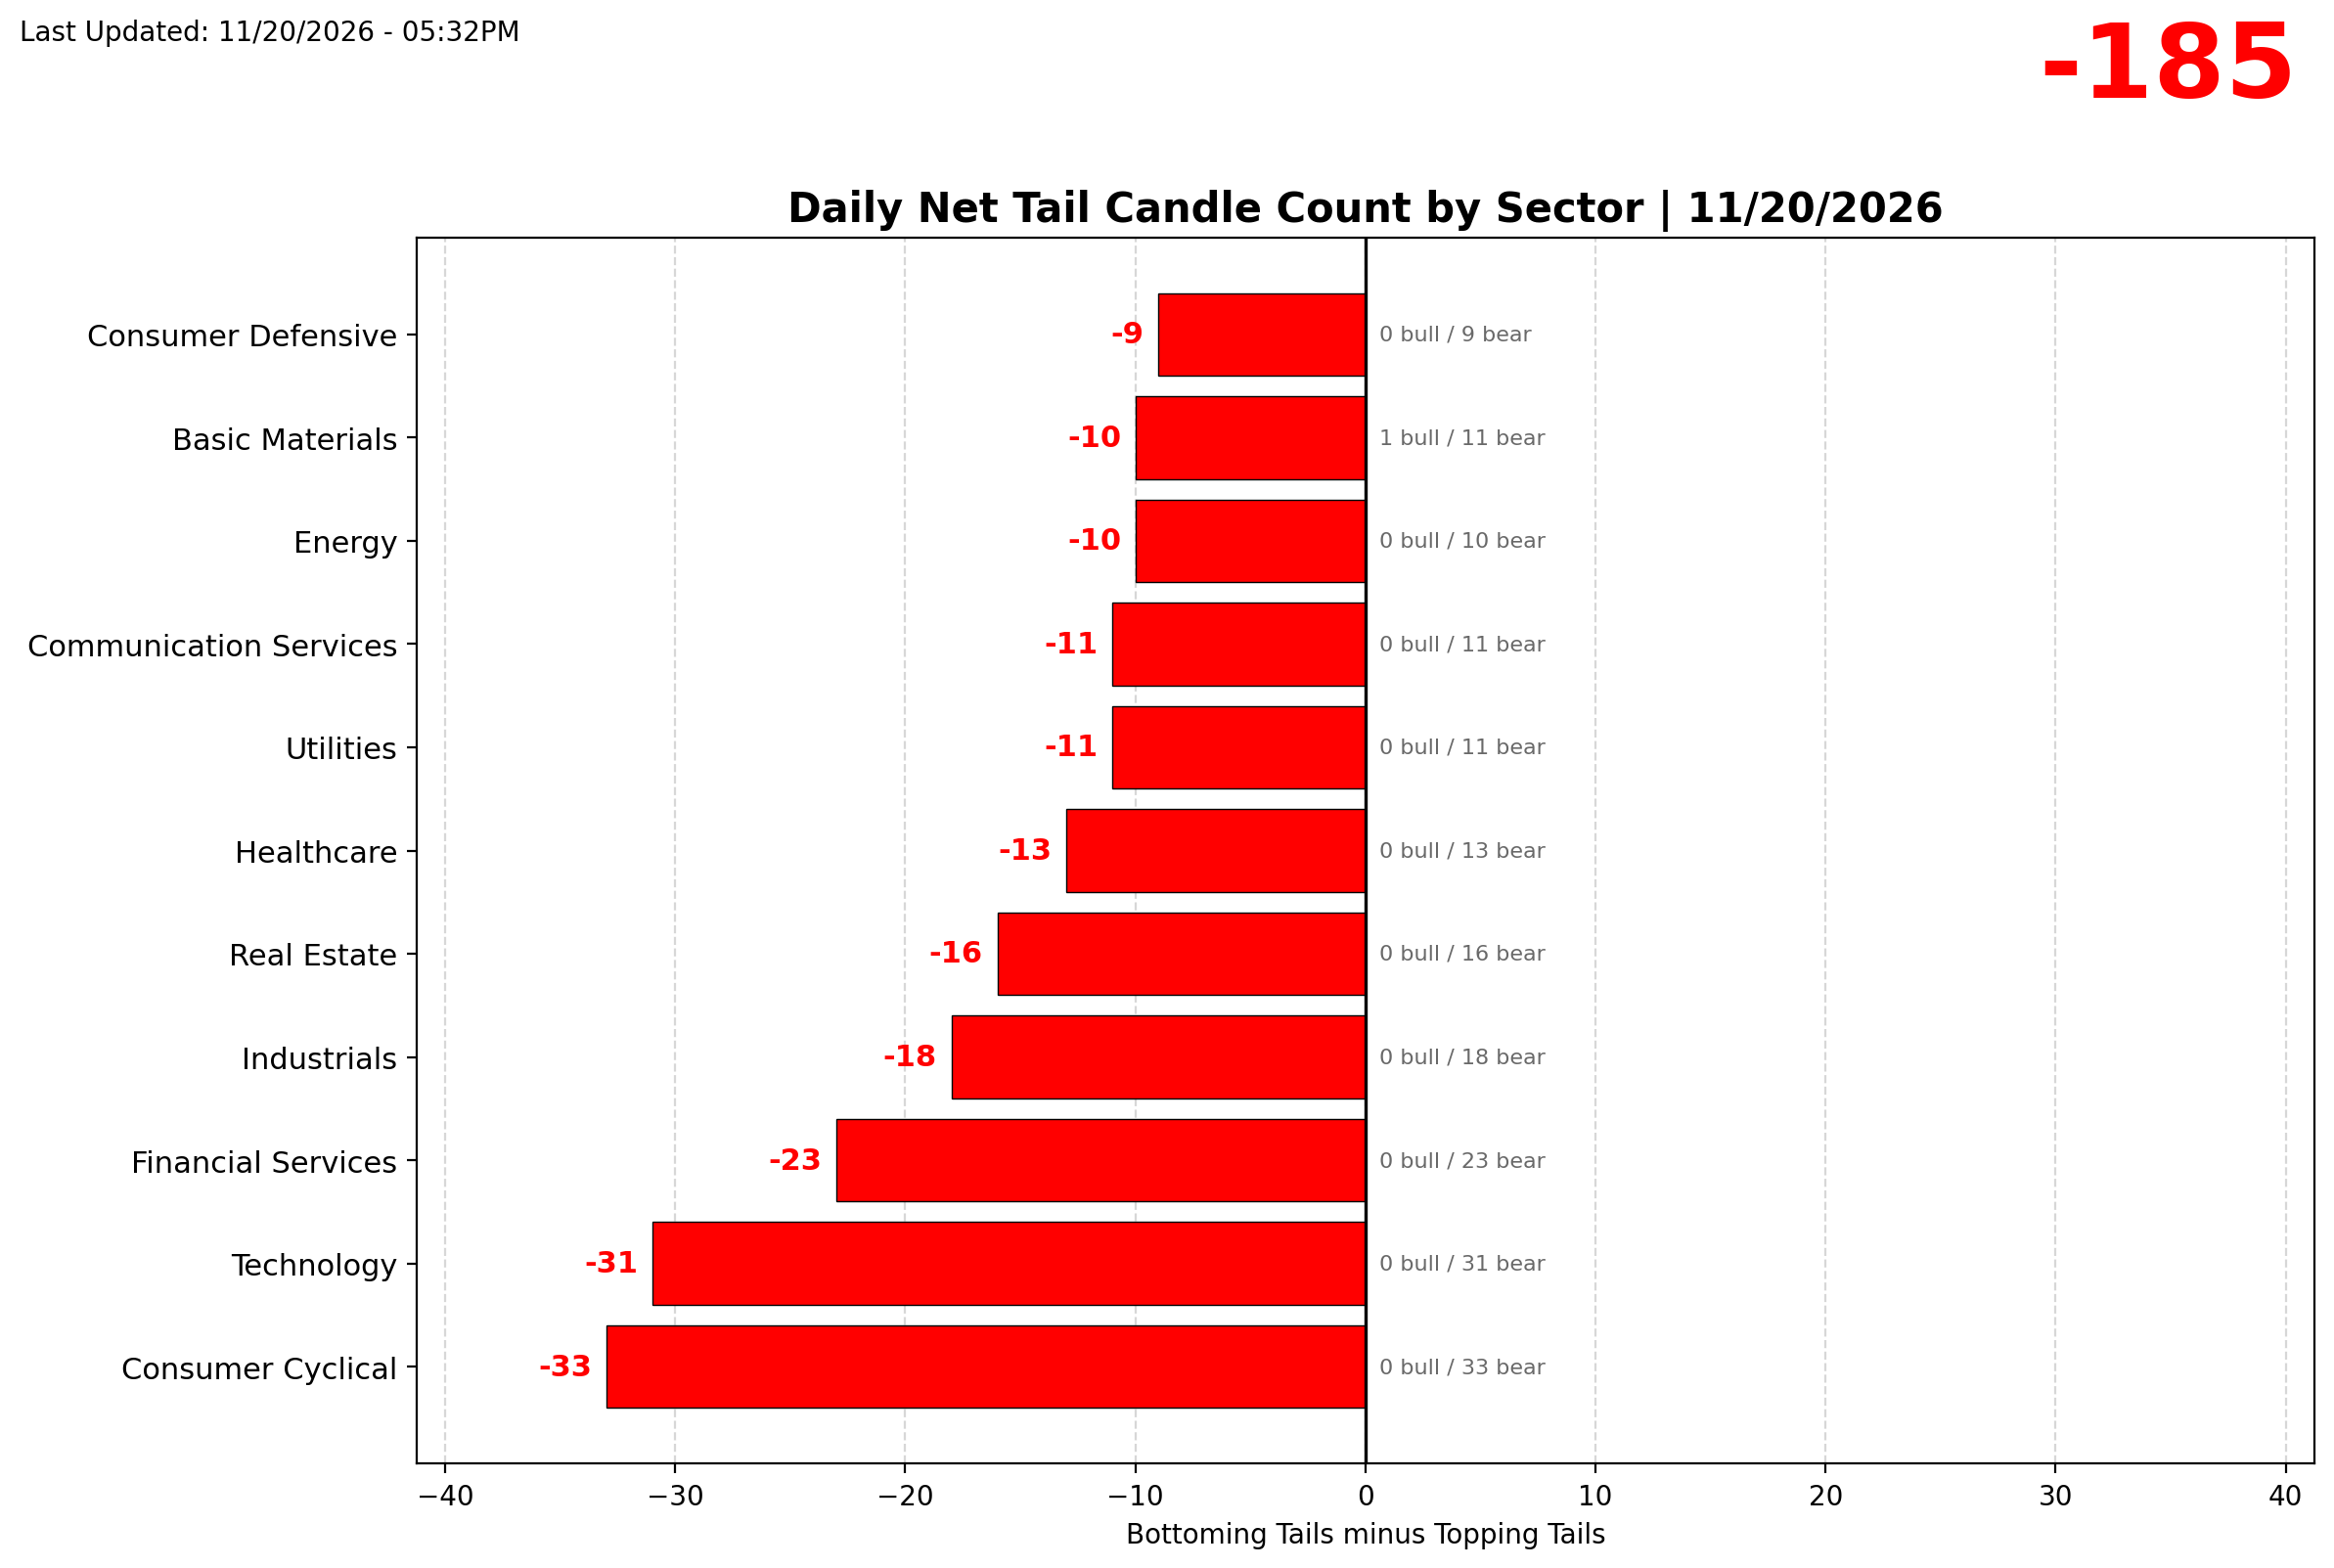 Last Updated: 11/20/2026 - 05:32PM
-185
Daily Net Tail Candle Count by Sector | 11/20/2026
Consumer Defensive -9 0 bull / 9 bear
Basic Materials -10 1 bull / 11 bear
Energy -10 0 bull / 10 bear
Communication Services -11 0 bull / 11 bear
Utilities -11 0 bull / 11 bear
Healthcare -13 0 bull / 13 bear
Real Estate -16 0 bull / 16 bear
Industrials -18 0 bull / 18 bear
Financial Services -23 0 bull / 23 bear
Technology -31 0 bull / 31 bear
Consumer Cyclical -33 0 bull / 33 bear
−40 −30 −20 −10 0 10 20 30 40
Bottoming Tails minus Topping Tails